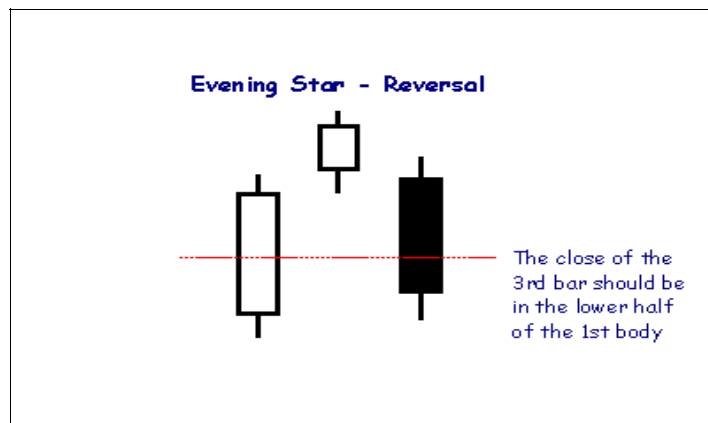 Evening Star - Reversal
The close of the
3rd bar should be
in the lower half
of the 1st body